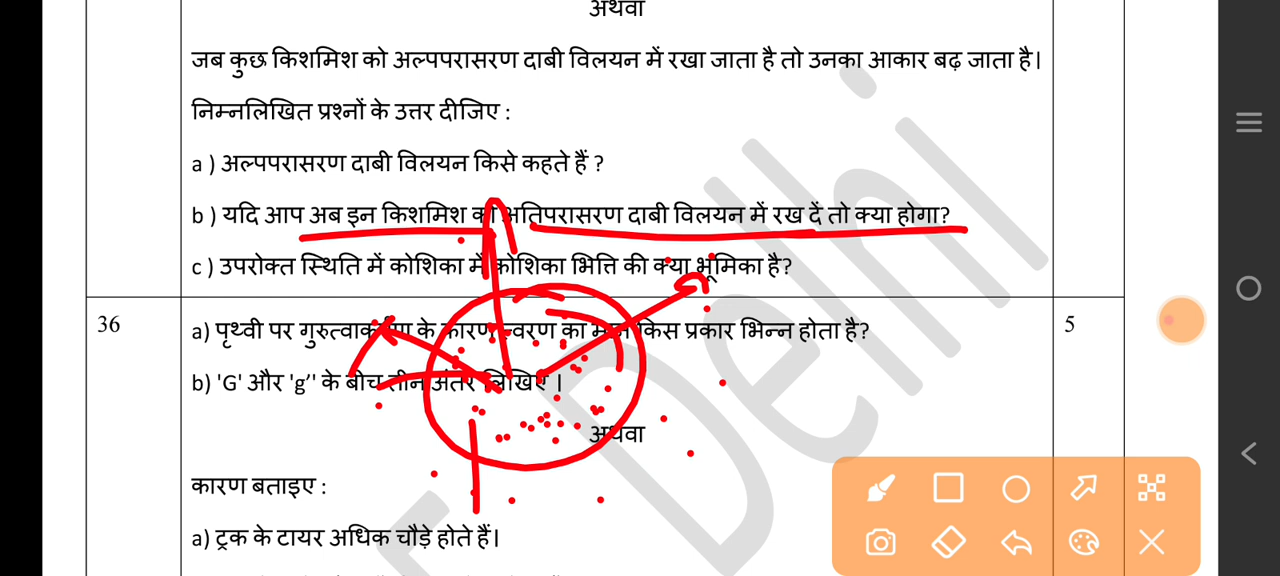 अथवा
जब कुछ किशमिश को अल्पपरासरण दाबी विलयन में रखा जाता है तो उनका आकार बढ़ जाता है।
निम्नलिखित प्रश्नों के उत्तर दीजिए :
a ) अल्पपरासरण दाबी विलयन किसे कहते हैं ?
b ) यदि आप अब इन किशमिश को अतिपरासरण दाबी विलयन में रख दें तो क्या होगा?
c ) उपरोक्त स्थिति में कोशिका में कोशिका भित्ति की क्या भूमिका है?
36
a) पृथ्वी पर गुरुत्वाकर्षण के कारण त्वरण का मान किस प्रकार भिन्न होता है?
5
b) 'G' और 'g'' के बीच तीन अंतर लिखिए |
अथवा
कारण बताइए :
a) ट्रक के टायर अधिक चौड़े होते हैं।
Delhi